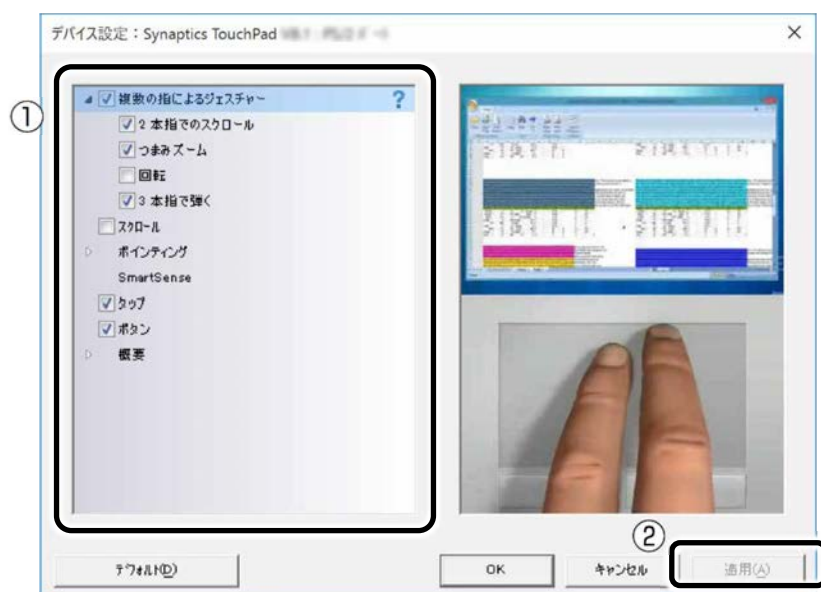 デバイス設定：Synaptics TouchPad
①
複数の指によるジェスチャー ?
2 本指でのスクロール
つまみズーム
回転
3 本指で弾く
スクロール
ポインティング
SmartSense
タップ
ボタン
概要
②
デフォルト(D)
OK
キャンセル
適用(A)